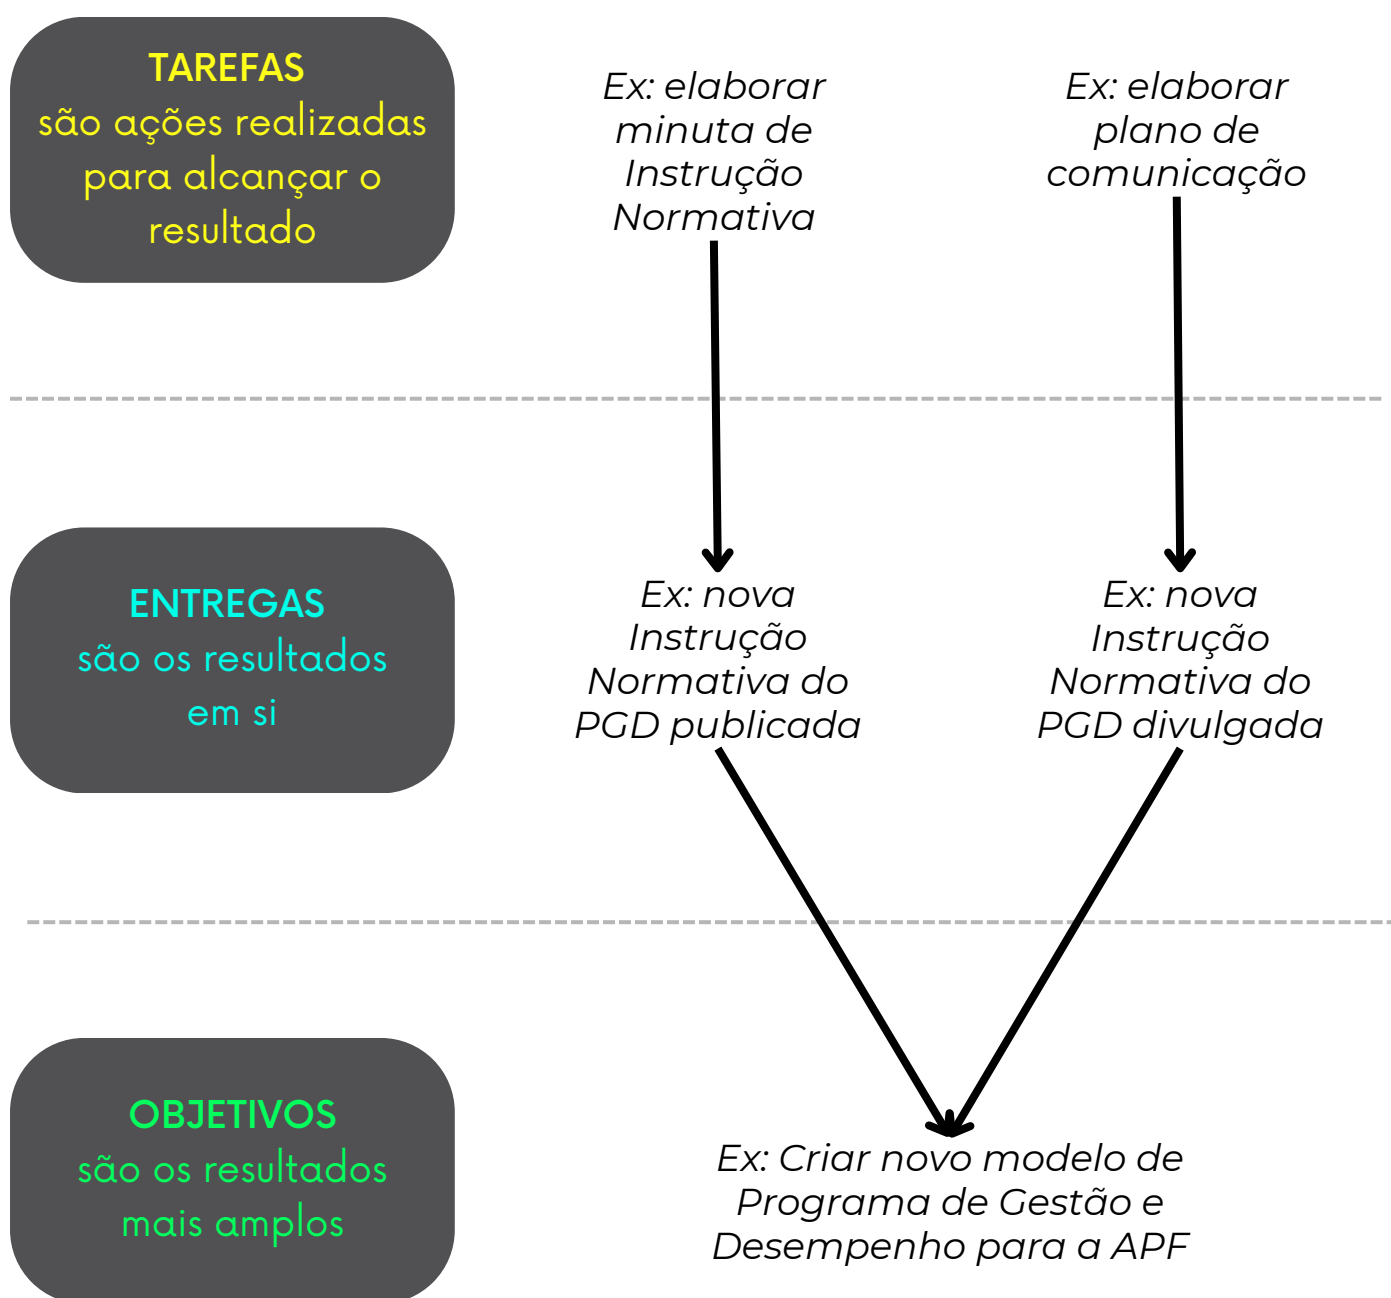 TAREFAS
são ações realizadas
para alcançar o
resultado
Ex: elaborar
minuta de
Instrução
Normativa
Ex: elaborar
plano de
comunicação
ENTREGAS
são os resultados
em si
Ex: nova
Instrução
Normativa do
PGD publicada
Ex: nova
Instrução
Normativa do
PGD divulgada
OBJETIVOS
são os resultados
mais amplos
Ex: Criar novo modelo de
Programa de Gestão e
Desempenho para a APF